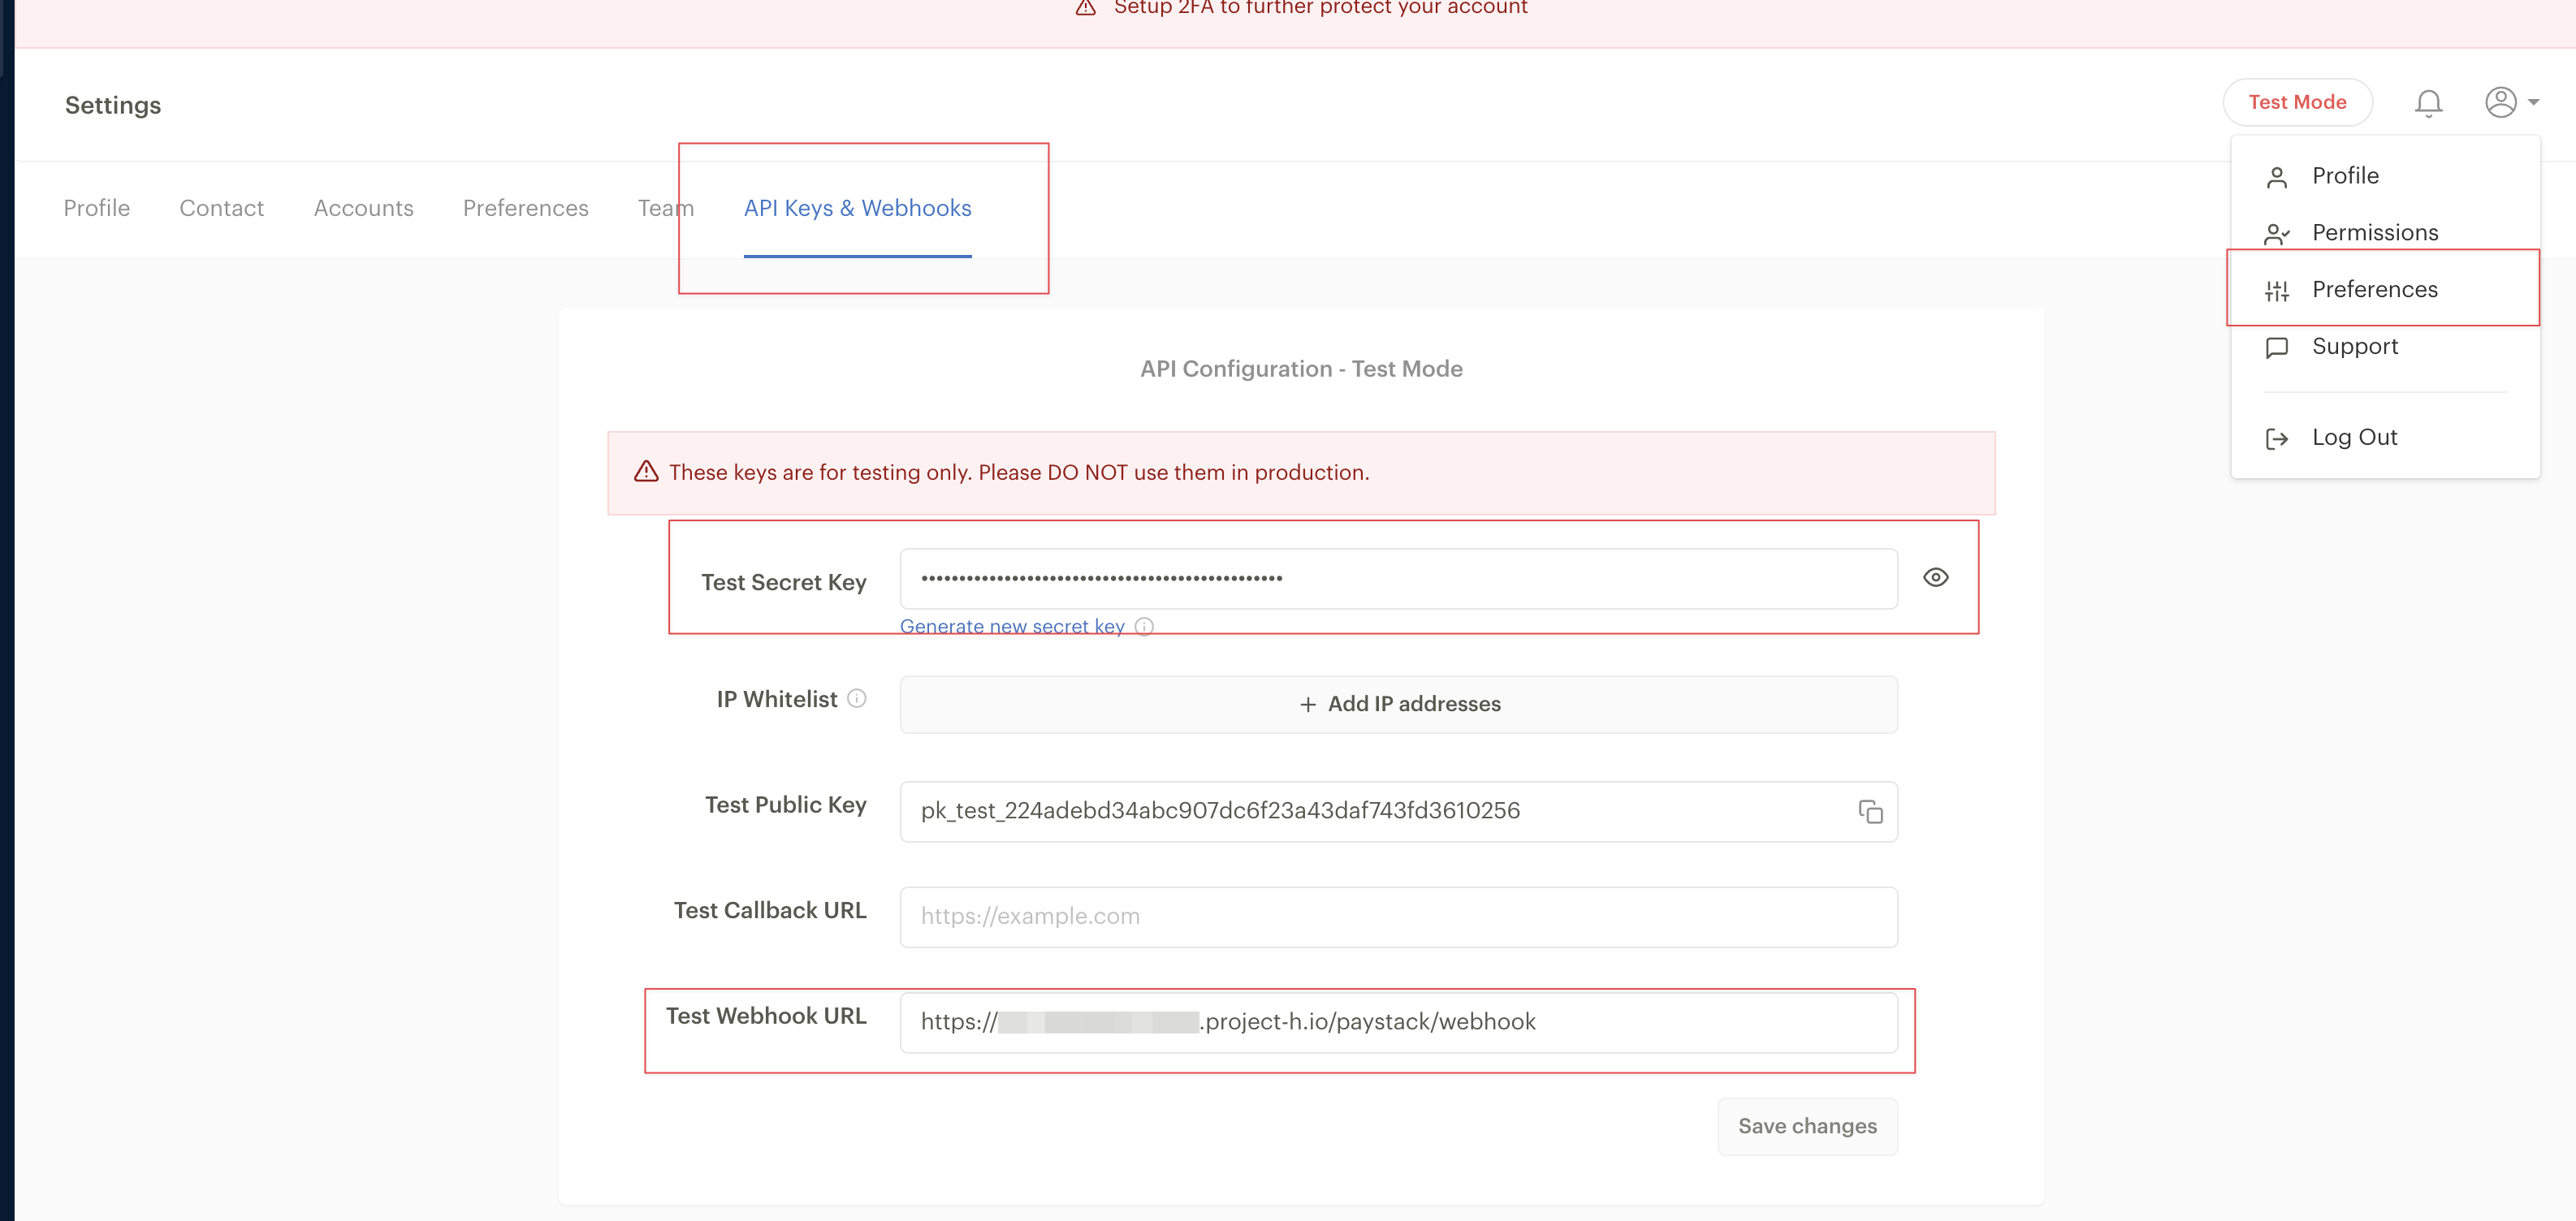 Setup 2FA to further protect your account
Settings
Test Mode
Profile
Contact
Accounts
Preferences
Team
API Keys & Webhooks
Profile
Permissions
Preferences
Support
Log Out
API Configuration - Test Mode
These keys are for testing only. Please DO NOT use them in production.
Test Secret Key
Generate new secret key
IP Whitelist
+ Add IP addresses
Test Public Key
pk_test_224adebd34abc907dc6f23a43daf743fd3610256
Test Callback URL
https://example.com
Test Webhook URL
https:// .project-h.io/paystack/webhook
Save changes